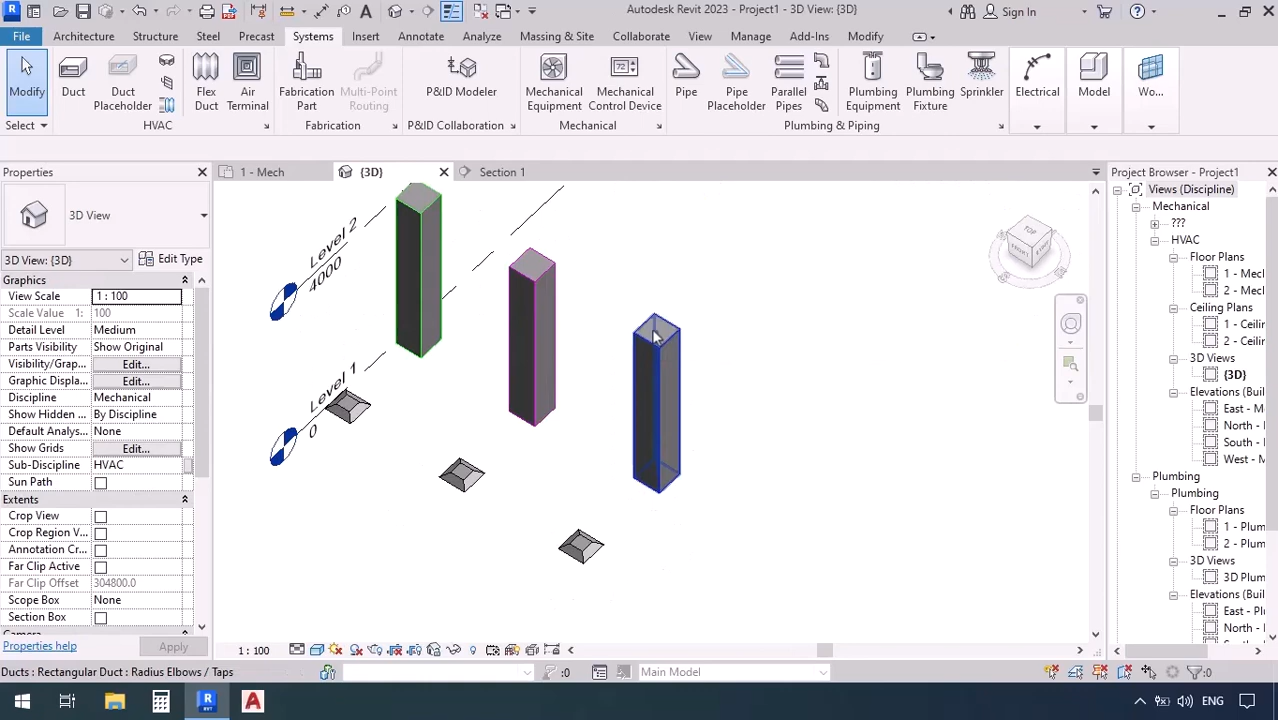 Autodesk Revit 2023 - Project1 - 3D View: {3D}
Sign In
File Architecture Structure Steel Precast Systems Insert Annotate Analyze Massing & Site Collaborate View Manage Add-Ins Modify
Modify
Duct
Duct Placeholder
Flex Duct
Air Terminal
Fabrication Part
Multi-Point Routing
P&ID Modeler
Mechanical Equipment
Mechanical Control Device
Pipe
Pipe Placeholder
Parallel Pipes
Plumbing Equipment
Plumbing Fixture
Sprinkler
Electrical
Model
Wo...
Select HVAC Fabrication P&ID Collaboration Mechanical Plumbing & Piping
Properties
1 - Mech {3D} Section 1
Project Browser - Project1
3D View
3D View: {3D} Edit Type
Graphics
View Scale 1 : 100
Scale Value 1: 100
Detail Level Medium
Parts Visibility Show Original
Visibility/Grap... Edit...
Graphic Displa... Edit...
Discipline Mechanical
Show Hidden ... By Discipline
Default Analys... None
Show Grids Edit...
Sub-Discipline HVAC
Sun Path
Extents
Crop View
Crop Region V...
Annotation Cr...
Far Clip Active
Far Clip Offset 304800.0
Scope Box None
Section Box
Camera
Properties help Apply
Level 2
4000
Level 1
0
TOP
FRONT
Views (Discipline)
Mechanical
???
HVAC
Floor Plans
1 - Mecl
2 - Mecl
Ceiling Plans
1 - Ceilir
2 - Ceilir
3D Views
{3D}
Elevations (Buil
East - M
North -
South -
West - M
Plumbing
Plumbing
Floor Plans
1 - Plum
2 - Plum
3D Views
3D Plum
Elevations (Buil
East - Pl
North -
1 : 100
Ducts : Rectangular Duct : Radius Elbows / Taps
:0
Main Model
:0
ENG